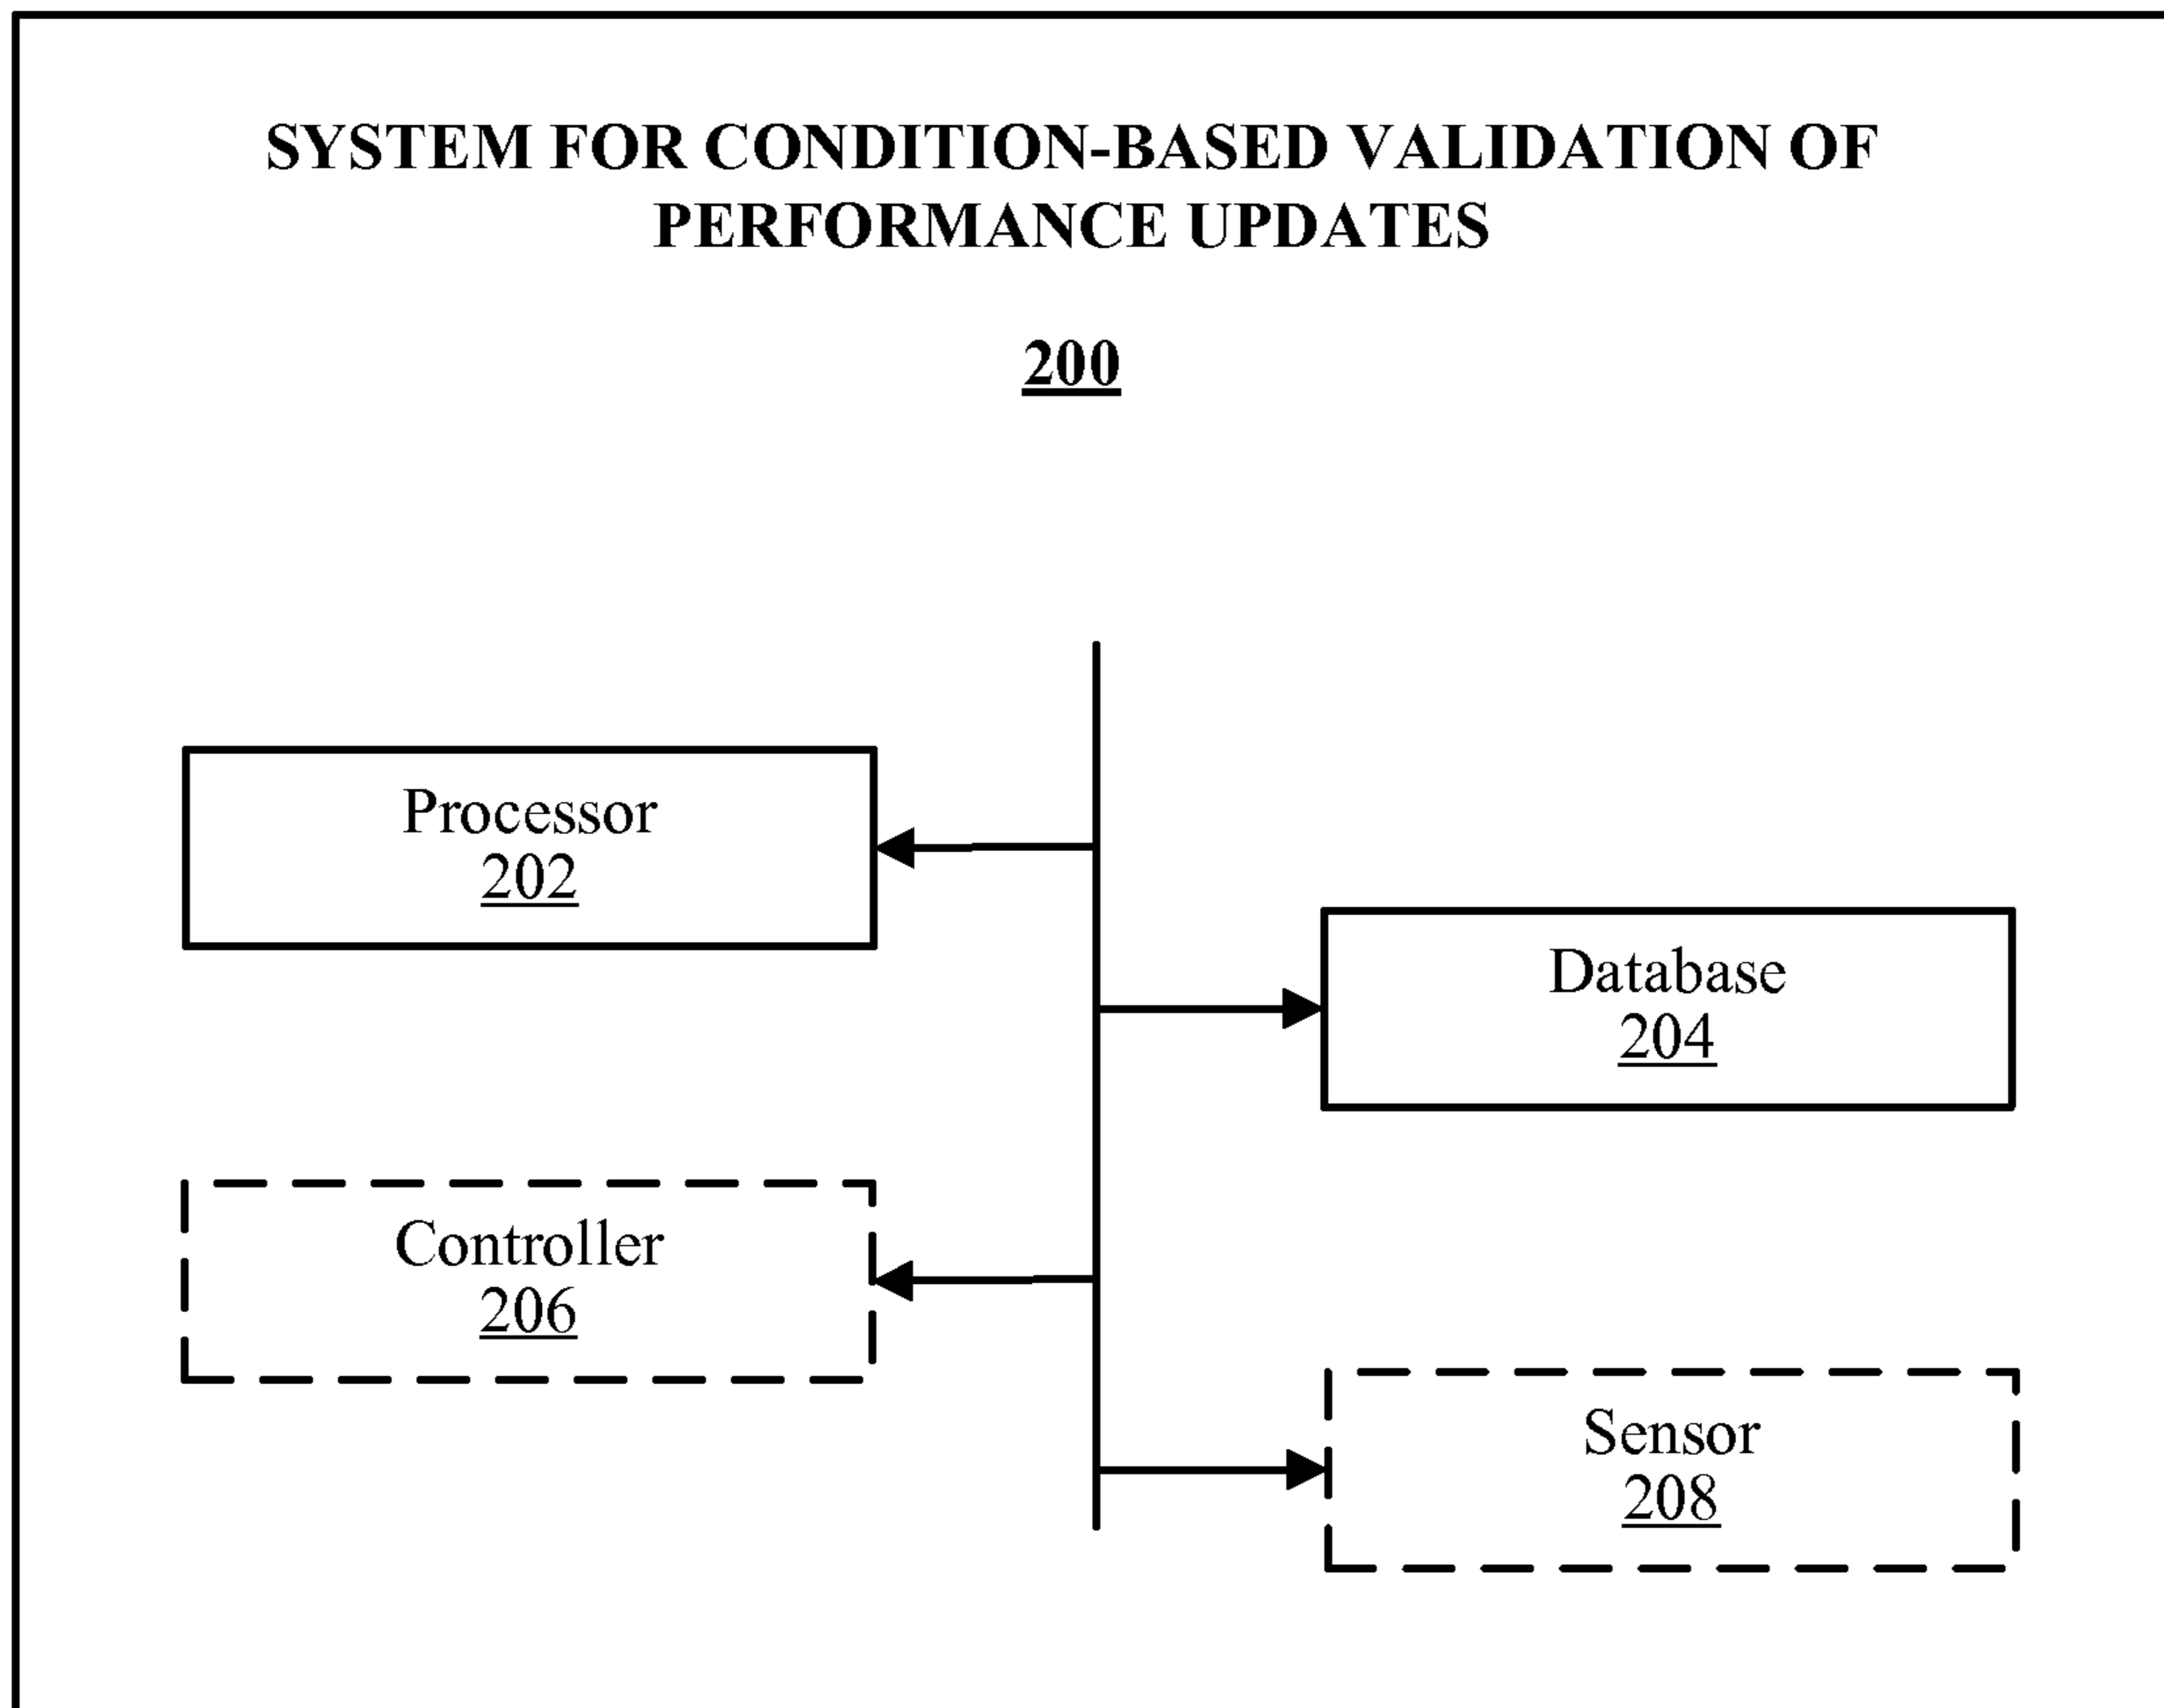 SYSTEM FOR CONDITION-BASED VALIDATION OF
PERFORMANCE UPDATES
200
Processor
202
Database
204
Controller
206
Sensor
208